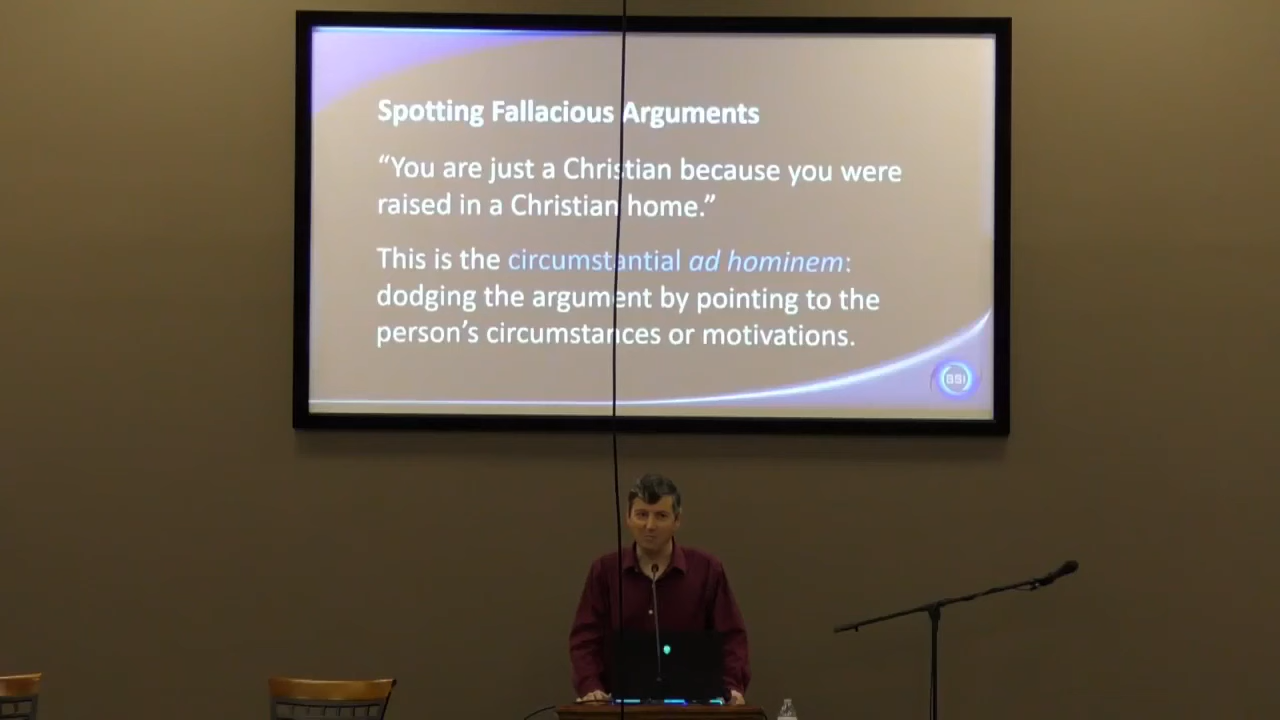 Spotting Fallacious Arguments
“You are just a Christian because you were
raised in a Christian home.”
This is the circumstantial ad hominem:
dodging the argument by pointing to the
person’s circumstances or motivations.
BSI